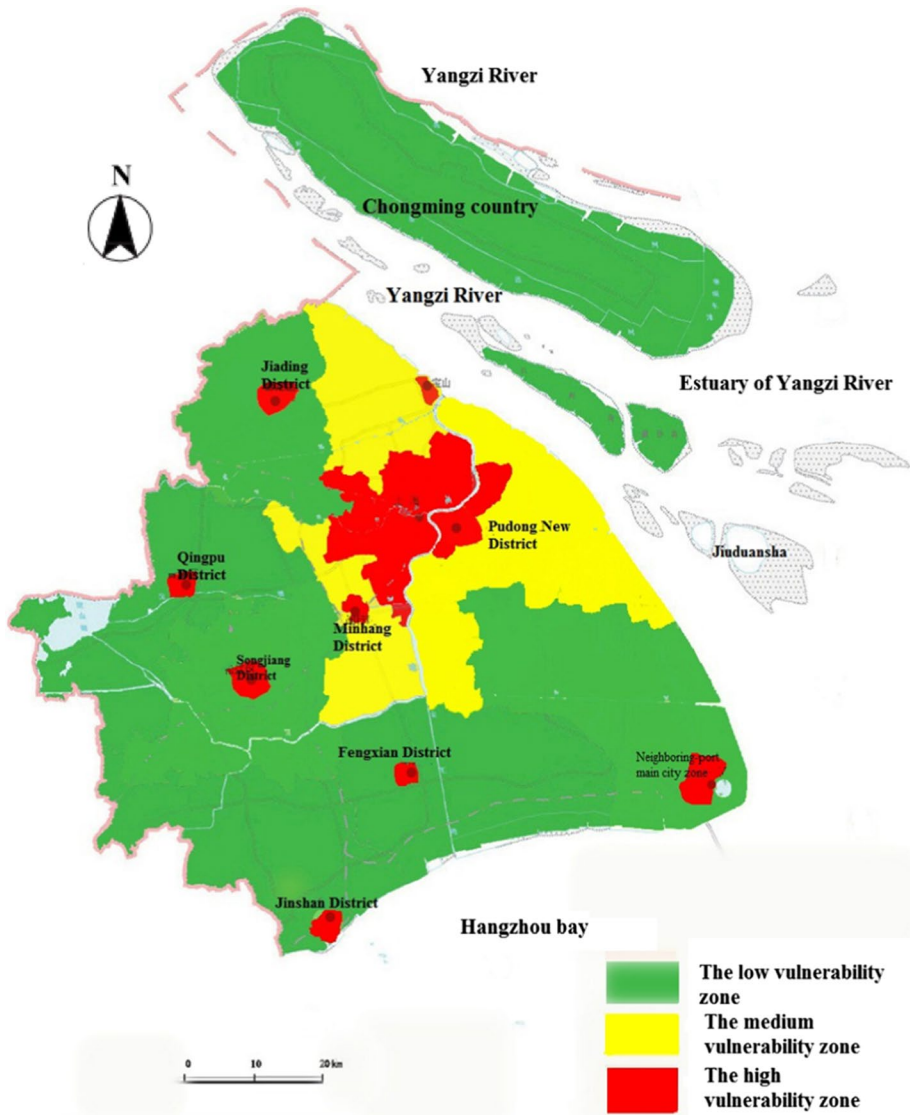 Yangzi River
N
Chongming country
Yangzi River
Jiading
District
宝山
Estuary of Yangzi River
Pudong New
District
Jiuduansha
Qingpu
District
Minhang
District
Songjiang
District
Fengxian District
Neighboring-port
main city zone
Jinshan District
Hangzhou bay
The low vulnerability
zone
The medium
vulnerability zone
The high
vulnerability zone
0
10
20 km